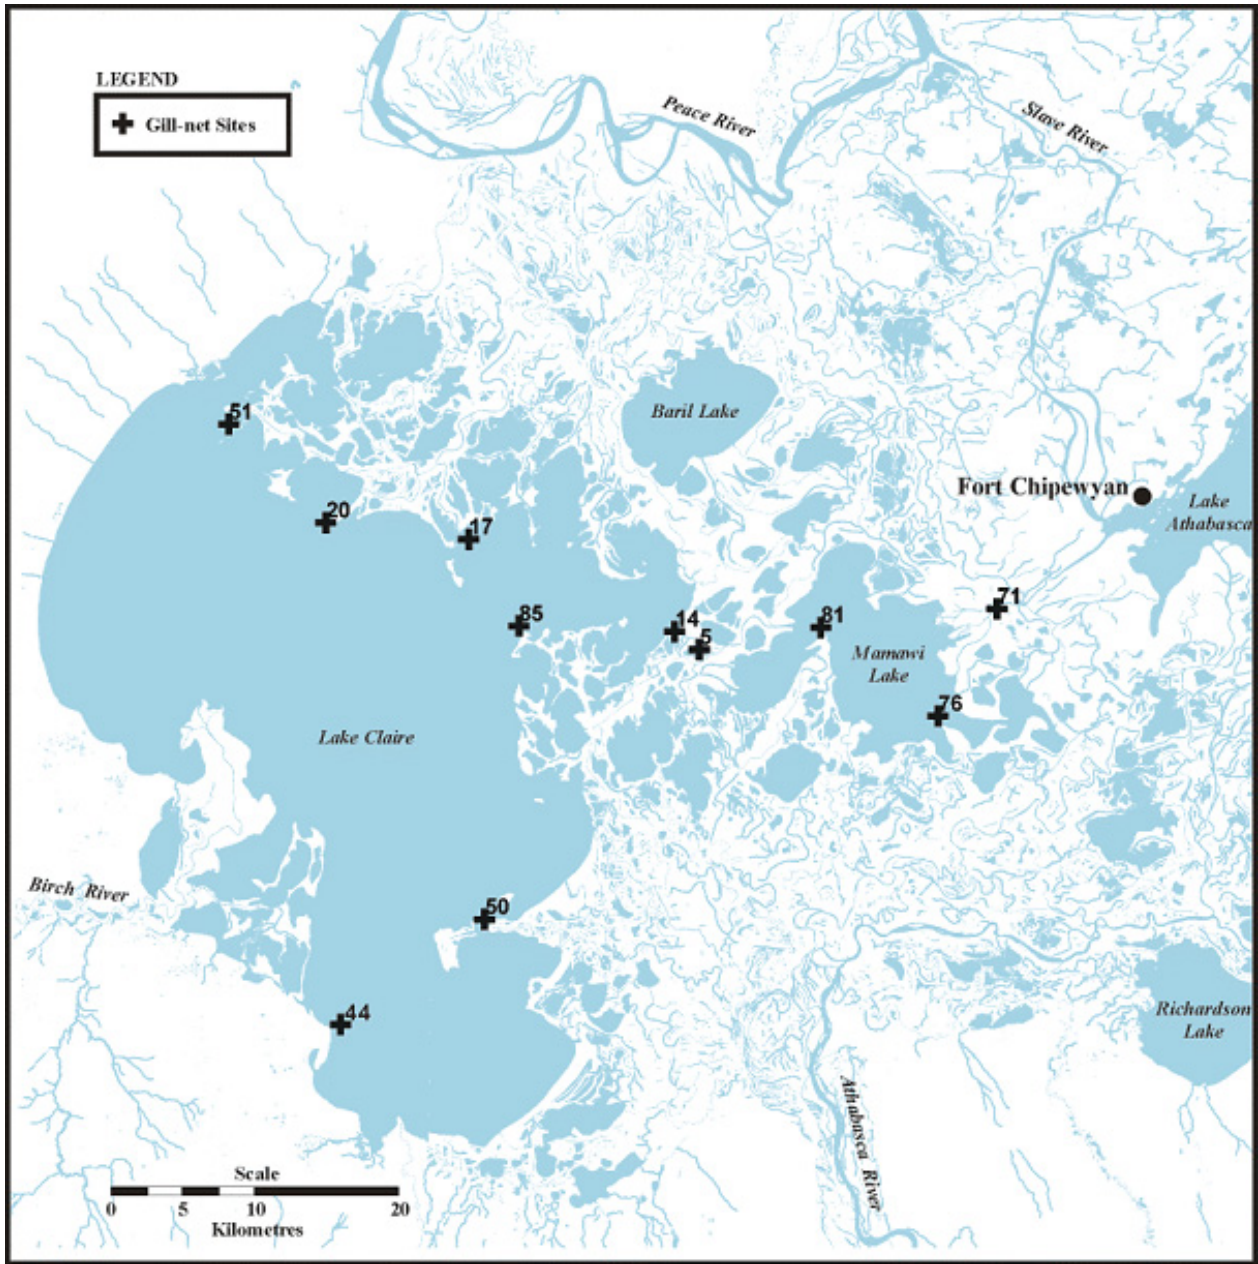 LEGEND
Gill-net Sites
Peace River
Slave River
51
Baril Lake
Fort Chipewyan
Lake
Athabasca
20
17
85
14
5
81
71
Mamawi
Lake
76
Lake Claire
Birch River
50
44
Richardson
Lake
Athabasca River
Scale
0 5 10 20
Kilometres